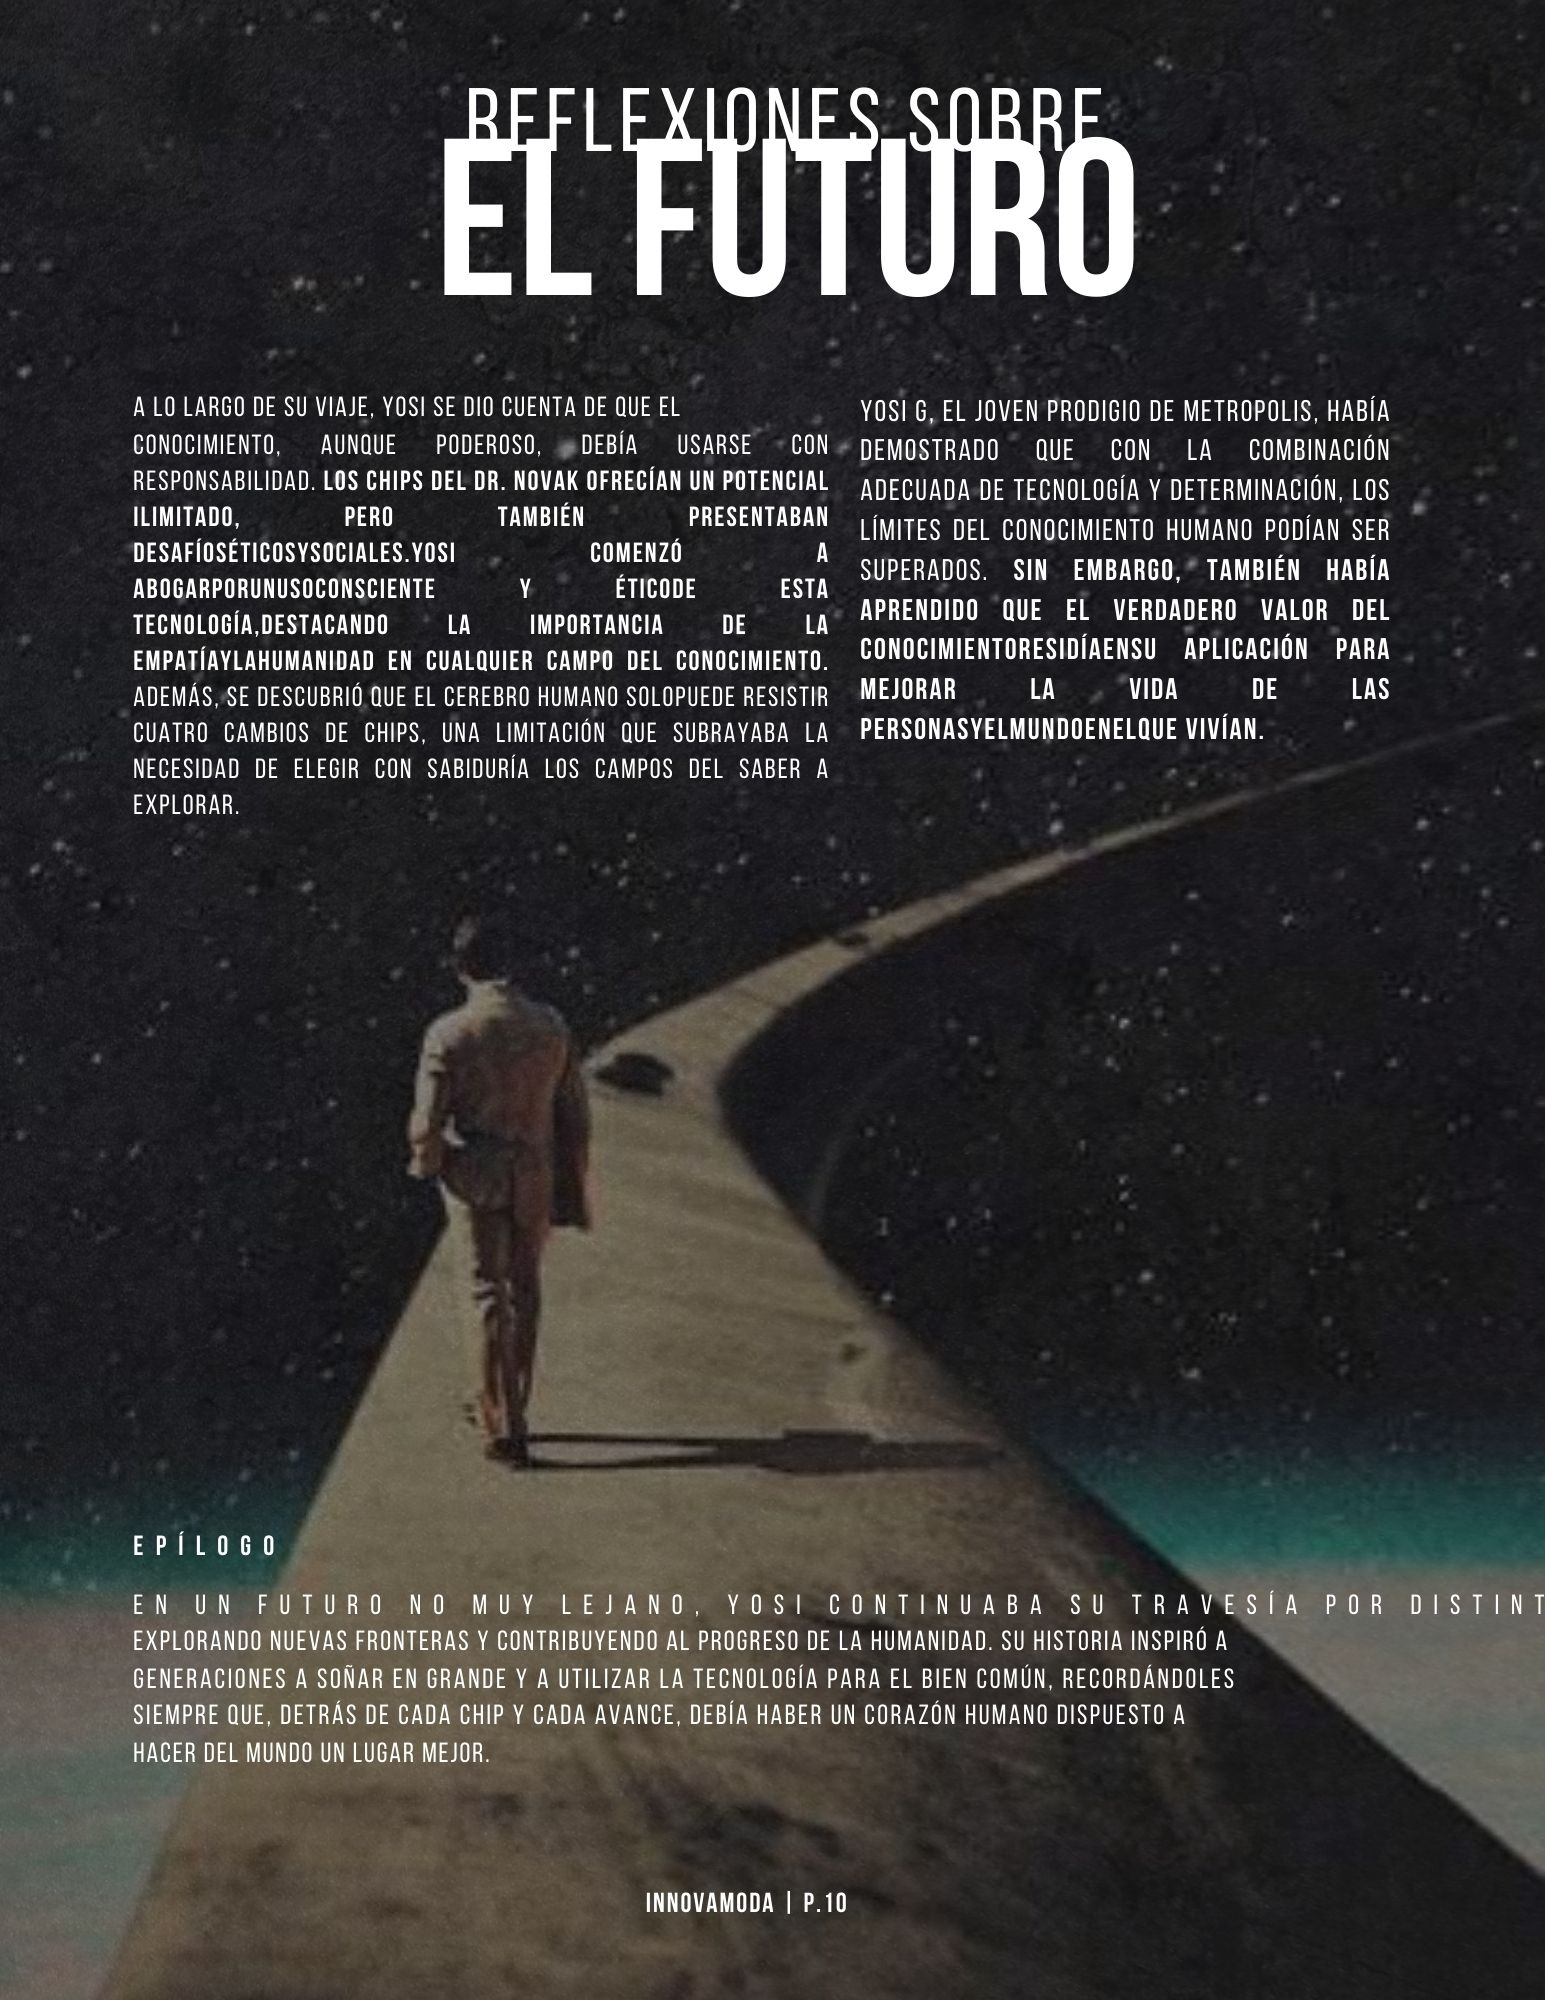 REFLEXIONES SOBRE
EL FUTURO
A LO LARGO DE SU VIAJE, YOSI SE DIO CUENTA DE QUE EL
CONOCIMIENTO, AUNQUE PODEROSO, DEBÍA USARSE CON
RESPONSABILIDAD. LOS CHIPS DEL DR. NOVAK OFRECÍAN UN POTENCIAL
ILIMITADO, PERO TAMBIÉN PRESENTABAN
DESAFÍOSÉTICOSYSOCIALES.YOSI COMENZÓ A
ABOGARPORUNUSOCONSCIENTE Y ÉTICODE ESTA
TECNOLOGÍA,DESTACANDO LA IMPORTANCIA DE LA
EMPATÍAYLAHUMANIDAD EN CUALQUIER CAMPO DEL CONOCIMIENTO.
ADEMÁS, SE DESCUBRIÓ QUE EL CEREBRO HUMANO SOLOPUEDE RESISTIR
CUATRO CAMBIOS DE CHIPS, UNA LIMITACIÓN QUE SUBRAYABA LA
NECESIDAD DE ELEGIR CON SABIDURÍA LOS CAMPOS DEL SABER A
EXPLORAR.
YOSI G, EL JOVEN PRODIGIO DE METROPOLIS, HABÍA
DEMOSTRADO QUE CON LA COMBINACIÓN
ADECUADA DE TECNOLOGÍA Y DETERMINACIÓN, LOS
LÍMITES DEL CONOCIMIENTO HUMANO PODÍAN SER
SUPERADOS. SIN EMBARGO, TAMBIÉN HABÍA
APRENDIDO QUE EL VERDADERO VALOR DEL
CONOCIMIENTORESIDÍAENSU APLICACIÓN PARA
MEJORAR LA VIDA DE LAS
PERSONASYELMUNDOENELQUE VIVÍAN.
EPÍLOGO
EN UN FUTURO NO MUY LEJANO, YOSI CONTINUABA SU TRAVESÍA POR DISTINT
EXPLORANDO NUEVAS FRONTERAS Y CONTRIBUYENDO AL PROGRESO DE LA HUMANIDAD. SU HISTORIA INSPIRÓ A
GENERACIONES A SOÑAR EN GRANDE Y A UTILIZAR LA TECNOLOGÍA PARA EL BIEN COMÚN, RECORDÁNDOLES
SIEMPRE QUE, DETRÁS DE CADA CHIP Y CADA AVANCE, DEBÍA HABER UN CORAZÓN HUMANO DISPUESTO A
HACER DEL MUNDO UN LUGAR MEJOR.
INNOVAMODA | P.10